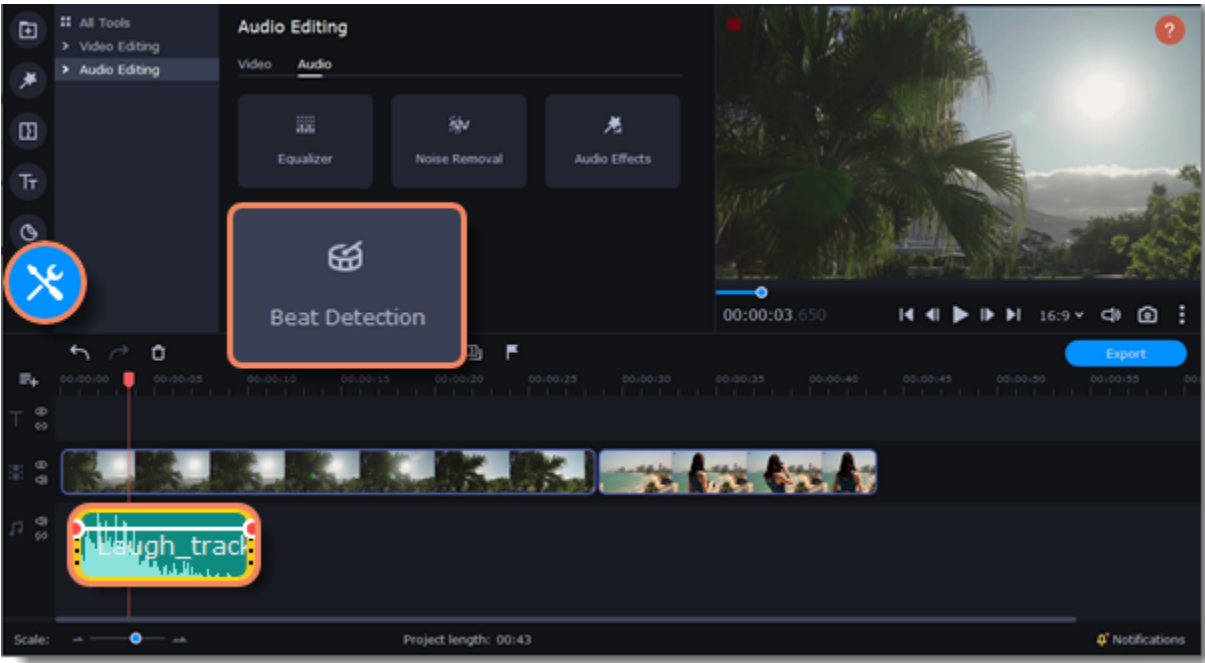 All Tools
Video Editing
Audio Editing
Audio Editing
Video Audio
Equalizer
Noise Removal
Audio Effects
Beat Detection
Tт
?
00:00:03.650
16:9
Export
00:00:00 00:00:05 00:00:10 00:00:15 00:00:20 00:00:25 00:00:30 00:00:35 00:00:40 00:00:45 00:00:50 00:00:55 00:
T
Laugh_track
Scale:
Project length: 00:43
Notifications